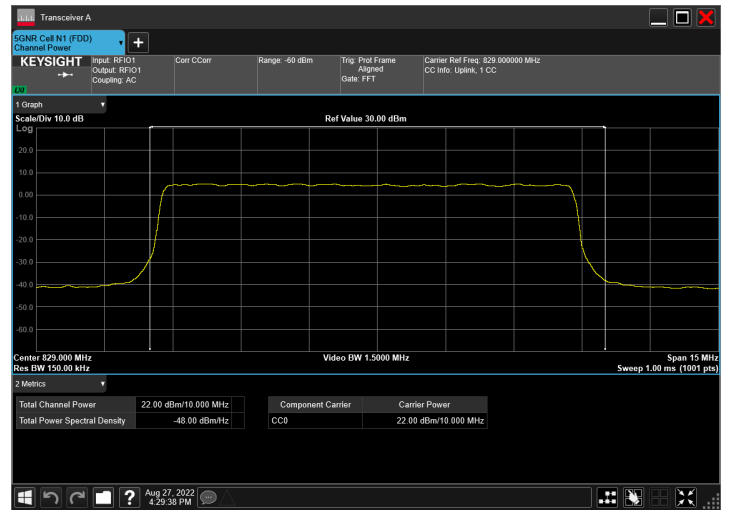 Transceiver A
5GNR Cell N1 (FDD)
Channel Power
KEYSIGHT
Input: RFIO1
Output: RFIO1
Coupling: AC
Corr CCorr
Range: -60 dBm
Trig: Prot Frame
Aligned
Gate: FFT
Carrier Ref Freq: 829.000000 MHz
CC Info: Uplink, 1 CC
1 Graph
Scale/Div 10.0 dB
Ref Value 30.00 dBm
Log
20.0
10.0
0.00
-10.0
-20.0
-30.0
-40.0
-50.0
-60.0
Center 829.000 MHz
Video BW 1.5000 MHz
Span 15 MHz
Res BW 150.00 kHz
Sweep 1.00 ms (1001 pts)
2 Metrics
Total Channel Power 22.00 dBm/10.000 MHz
Total Power Spectral Density -48.00 dBm/Hz
Component Carrier Carrier Power
CC0 22.00 dBm/10.000 MHz
Aug 27, 2022
4:29:38 PM